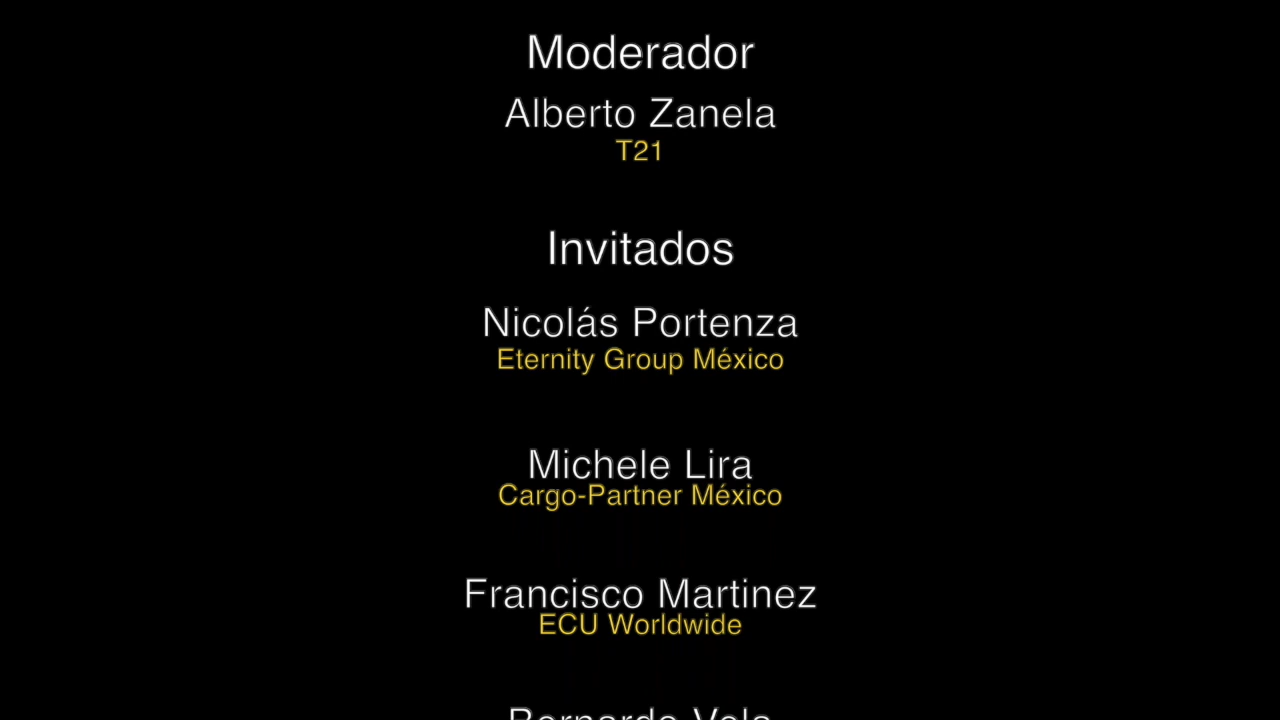 Moderador
Alberto Zanela
T21
Invitados
Nicolás Portenza
Eternity Group México
Michele Lira
Cargo-Partner México
Francisco Martinez
ECU Worldwide
Bernardo